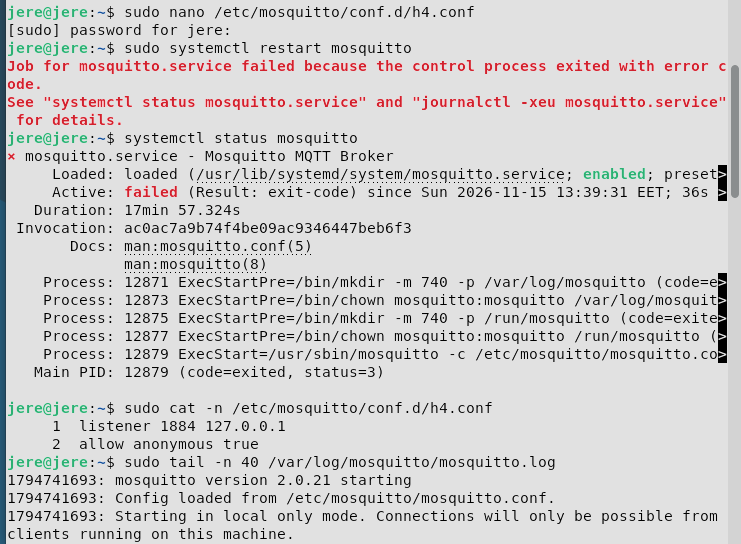 jere@jere:~$ sudo nano /etc/mosquitto/conf.d/h4.conf
[sudo] password for jere:
jere@jere:~$ sudo systemctl restart mosquitto
Job for mosquitto.service failed because the control process exited with error c
ode.
See "systemctl status mosquitto.service" and "journalctl -xeu mosquitto.service"
 for details.
jere@jere:~$ systemctl status mosquitto
× mosquitto.service - Mosquitto MQTT Broker
     Loaded: loaded (/usr/lib/systemd/system/mosquitto.service; enabled; preset>
     Active: failed (Result: exit-code) since Sun 2026-11-15 13:39:31 EET; 36s >
   Duration: 17min 57.324s
 Invocation: ac0ac7a9b74f4be09ac9346447beb6f3
       Docs: man:mosquitto.conf(5)
             man:mosquitto(8)
    Process: 12871 ExecStartPre=/bin/mkdir -m 740 -p /var/log/mosquitto (code=e>
    Process: 12873 ExecStartPre=/bin/chown mosquitto:mosquitto /var/log/mosquit>
    Process: 12875 ExecStartPre=/bin/mkdir -m 740 -p /run/mosquitto (code=exite>
    Process: 12877 ExecStartPre=/bin/chown mosquitto:mosquitto /run/mosquitto (>
    Process: 12879 ExecStart=/usr/sbin/mosquitto -c /etc/mosquitto/mosquitto.co>
   Main PID: 12879 (code=exited, status=3)
jere@jere:~$ sudo cat -n /etc/mosquitto/conf.d/h4.conf
     1  listener 1884 127.0.0.1
     2  allow anonymous true
jere@jere:~$ sudo tail -n 40 /var/log/mosquitto/mosquitto.log
1794741693: mosquitto version 2.0.21 starting
1794741693: Config loaded from /etc/mosquitto/mosquitto.conf.
1794741693: Starting in local only mode. Connections will only be possible from
clients running on this machine.